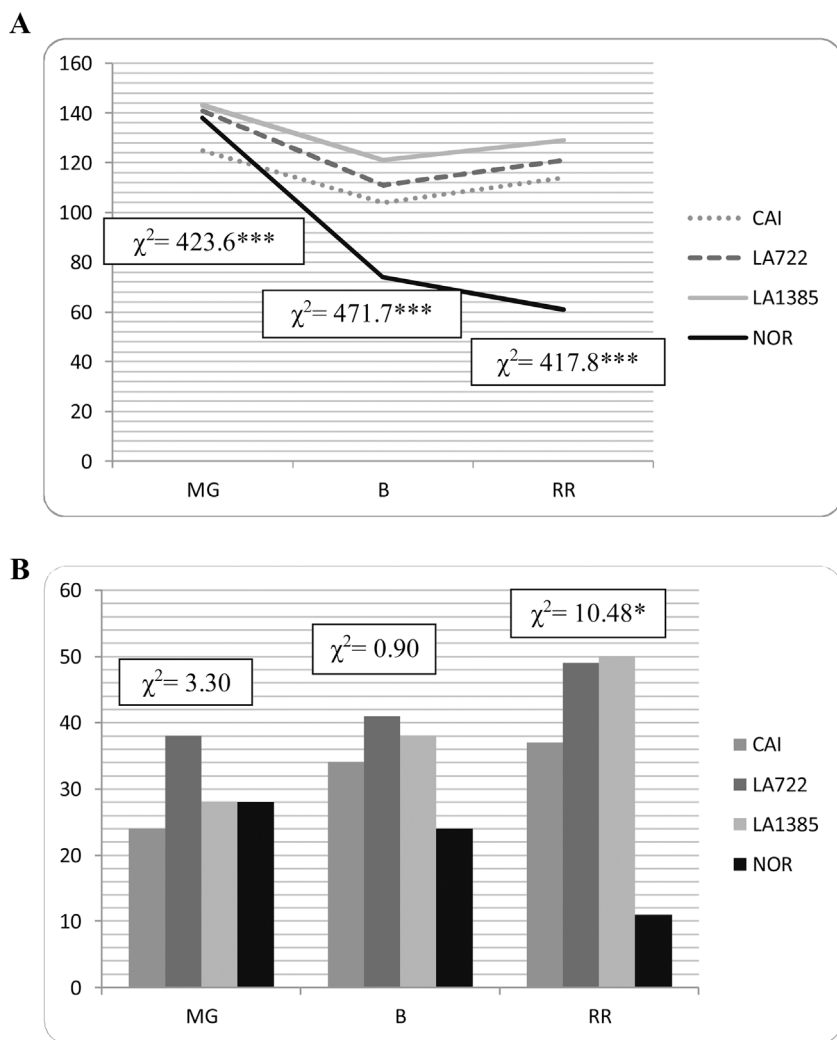 A
160
140
120
100
80
60
40
20
0
χ²= 423.6***
χ²= 471.7***
χ²= 417.8***
MG B RR
CAI
LA722
LA1385
NOR
B
60
50
40
30
20
10
0
χ²= 3.30
χ²= 0.90
χ²= 10.48*
MG B RR
CAI
LA722
LA1385
NOR